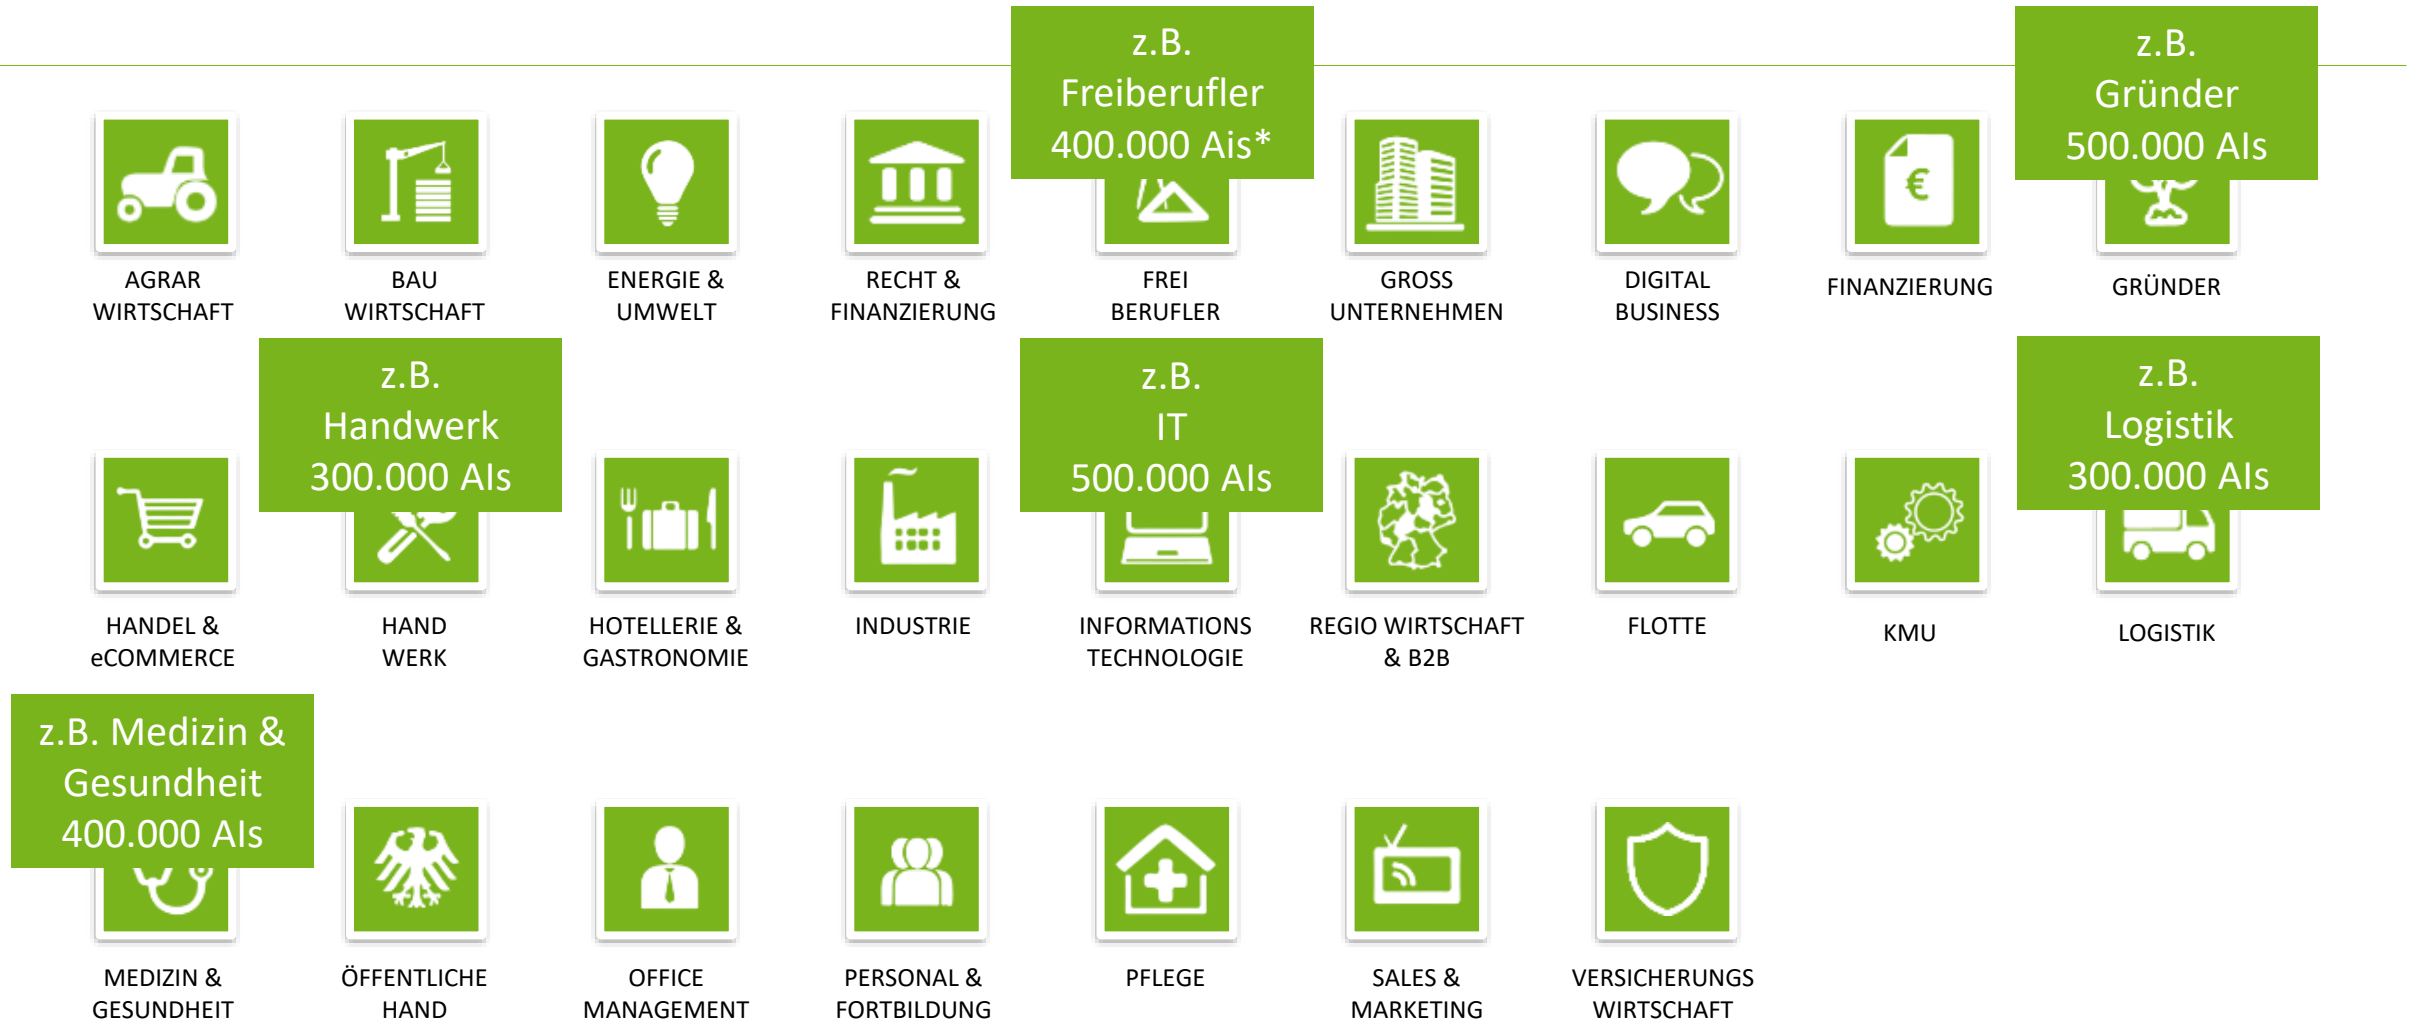 z.B.
Freiberufler
400.000 Ais*
z.B.
Gründer
500.000 AIs
€
AGRAR
WIRTSCHAFT
BAU
WIRTSCHAFT
ENERGIE &
UMWELT
RECHT &
FINANZIERUNG
FREI
BERUFLER
GROSS
UNTERNEHMEN
DIGITAL
BUSINESS
FINANZIERUNG
GRÜNDER
z.B.
Handwerk
300.000 AIs
z.B.
IT
500.000 AIs
z.B.
Logistik
300.000 AIs
HANDEL &
eCOMMERCE
HAND
WERK
HOTELLERIE &
GASTRONOMIE
INDUSTRIE
INFORMATIONS
TECHNOLOGIE
REGIO WIRTSCHAFT
& B2B
FLOTTE
KMU
LOGISTIK
z.B. Medizin &
Gesundheit
400.000 AIs
MEDIZIN &
GESUNDHEIT
ÖFFENTLICHE
HAND
OFFICE
MANAGEMENT
PERSONAL &
FORTBILDUNG
PFLEGE
SALES &
MARKETING
VERSICHERUNGS
WIRTSCHAFT